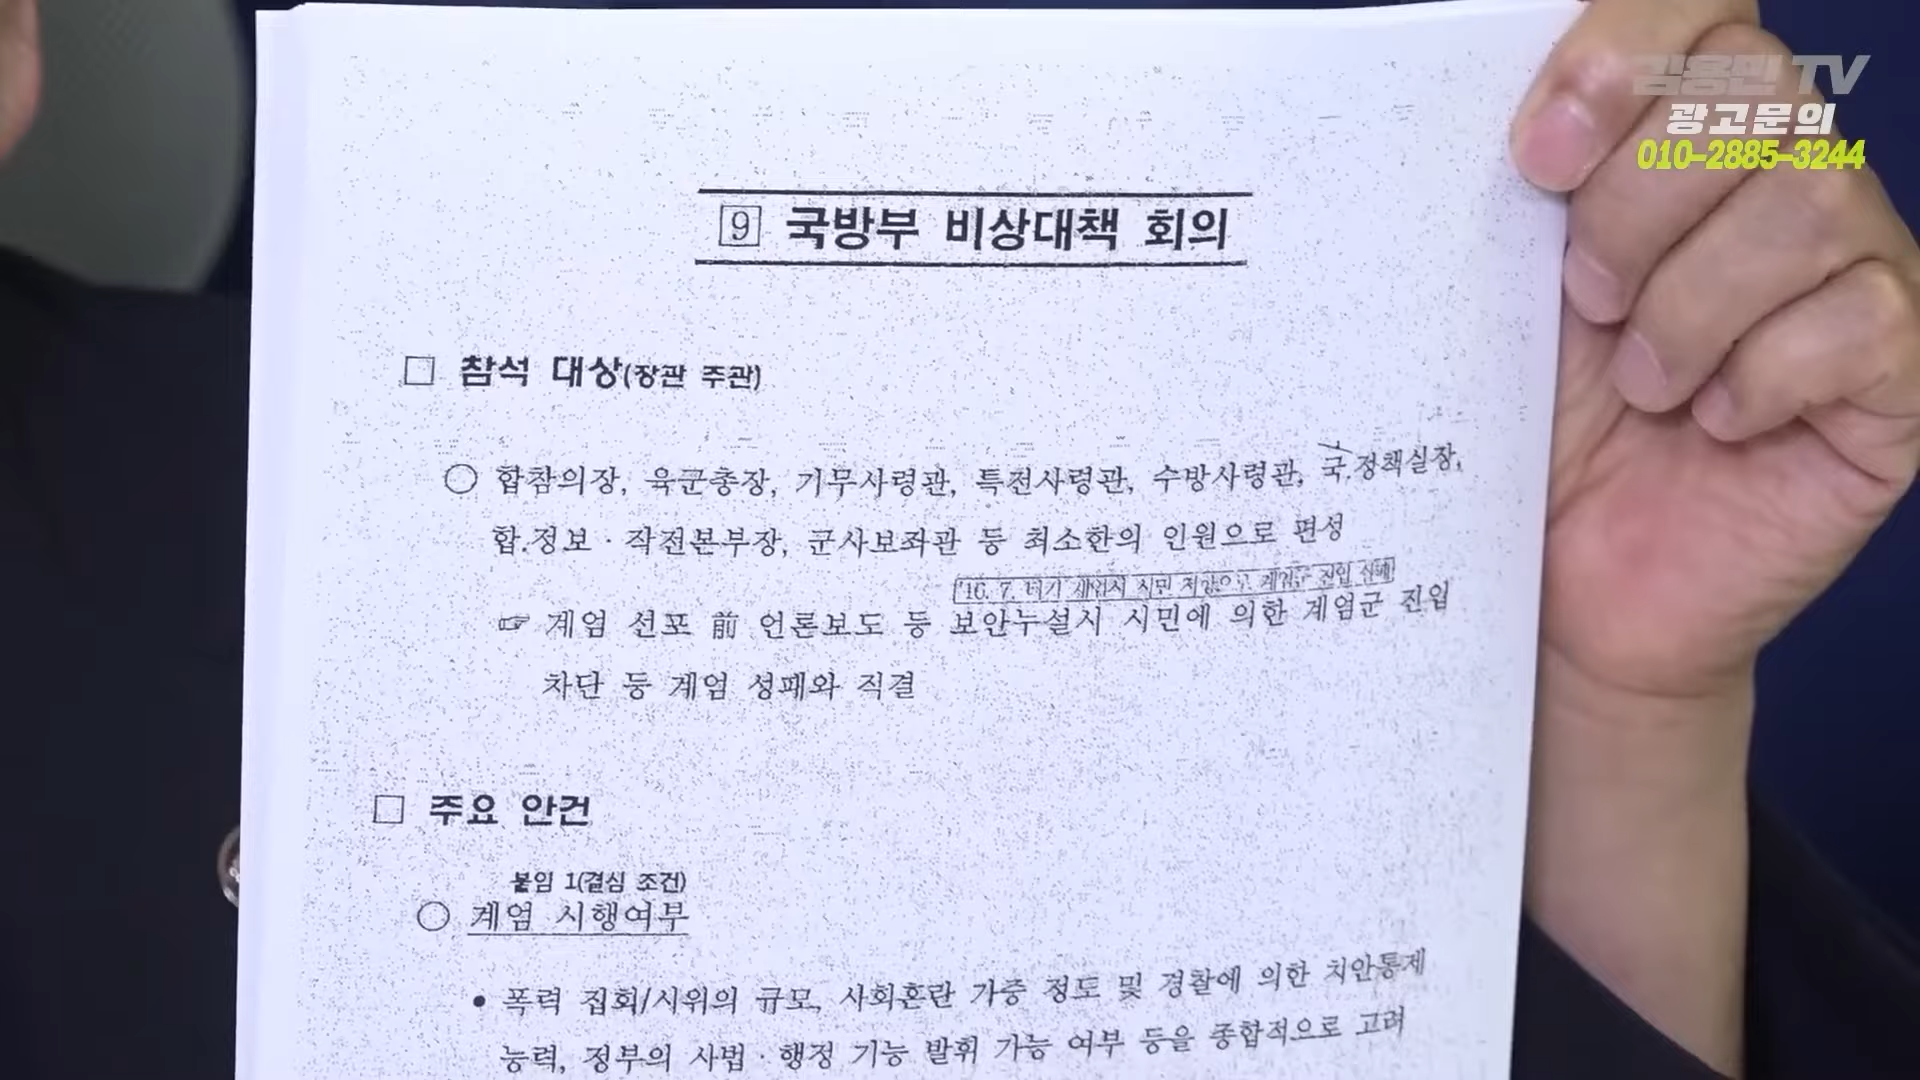 김용민 TV
광고문의
010-2885-3244
9 국방부 비상대책 회의
□ 참석 대상(장관 주관)
○ 합참의장, 육군총장, 기무사령관, 특전사령관, 수방사령관, 국.정책실장,
합.정보·작전본부장, 군사보좌관 등 최소한의 인원으로 편성
'16. 7. 터키 계엄시 시민 저항으로 계엄군 진입 실패
☞ 계엄 선포 前 언론보도 등 보안누설시 시민에 의한 계엄군 진입
차단 등 계엄 성패와 직결
□ 주요 안건
붙임 1(결심 조건)
○ 계엄 시행여부
• 폭력 집회/시위의 규모, 사회혼란 가중 정도 및 경찰에 의한 치안통제
능력, 정부의 사법·행정 기능 발휘 가능 여부 등을 종합적으로 고려